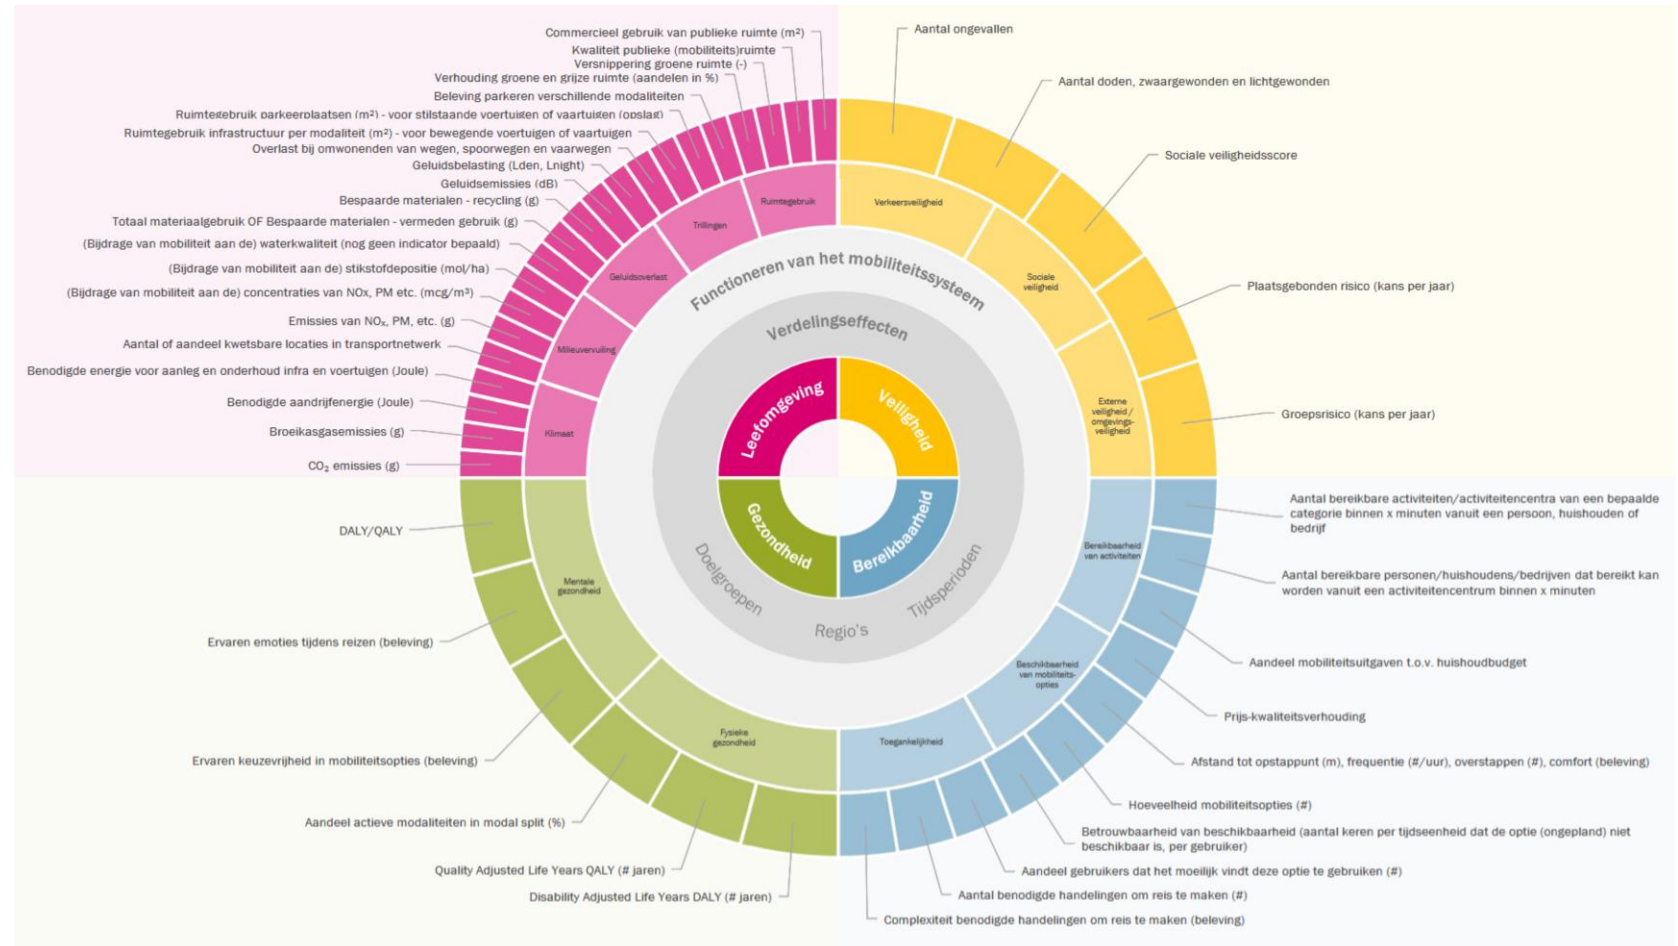 Commercieel gebruik van publieke ruimte (m²)
Kwaliteit publieke (mobiliteits)ruimte
Versnippering groene ruimte (-)
Verhouding groene en grijze ruimte (aandelen in %)
Beleving parkeren verschillende modaliteiten
Ruimtegebruik parkeerplaatsen (m²) - voor stilstaande voertuigen of vaartuigen (opslag)
Ruimtegebruik infrastructuur per modaliteit (m²) - voor bewegende voertuigen of vaartuigen
Overlast bij omwonenden van wegen, spoorwegen en vaarwegen
Geluidsbelasting (Lden, Lnight)
Geluidsemissies (dB)
Bespaarde materialen - recycling (g)
Totaal materiaalgebruik OF Bespaarde materialen - vermeden gebruik (g)
(Bijdrage van mobiliteit aan de) waterkwaliteit (nog geen indicator bepaald)
(Bijdrage van mobiliteit aan de) stikstofdepositie (mol/ha)
(Bijdrage van mobiliteit aan de) concentraties van NOx, PM etc. (mcg/m³)
Emissies van NOₓ, PM, etc. (g)
Aantal of aandeel kwetsbare locaties in transportnetwerk
Benodigde energie voor aanleg en onderhoud infra en voertuigen (Joule)
Benodigde aandrijfenergie (Joule)
Broeikasgasemissies (g)
CO₂ emissies (g)
Aantal ongevallen
Aantal doden, zwaargewonden en lichtgewonden
Sociale veiligheidsscore
Plaatsgebonden risico (kans per jaar)
Groepsrisico (kans per jaar)
Ruimtegebruik
Trillingen
Geluidsoverlast
Milieuvervuiling
Klimaat
Verkeersveiligheid
Sociale
veiligheid
Externe
veiligheid /
omgevings-
veiligheid
Functioneren van het mobiliteitssysteem
Verdelingseffecten
Leefomgeving
Veiligheid
Gezondheid
Bereikbaarheid
Doelgroepen
Regio's
Tijdsperioden
Mentale
gezondheid
Fysieke
gezondheid
Bereikbaarheid
van activiteiten
Beschikbaarheid
van mobiliteits-
opties
Toegankelijkheid
DALY/QALY
Ervaren emoties tijdens reizen (beleving)
Ervaren keuzevrijheid in mobiliteitsopties (beleving)
Aandeel actieve modaliteiten in modal split (%)
Quality Adjusted Life Years QALY (# jaren)
Disability Adjusted Life Years DALY (# jaren)
Aantal bereikbare activiteiten/activiteitencentra van een bepaalde
categorie binnen x minuten vanuit een persoon, huishouden of
bedrijf
Aantal bereikbare personen/huishoudens/bedrijven dat bereikt kan
worden vanuit een activiteitencentrum binnen x minuten
Aandeel mobiliteitsuitgaven t.o.v. huishoudbudget
Prijs-kwaliteitsverhouding
Afstand tot opstappunt (m), frequentie (#/uur), overstappen (#), comfort (beleving)
Hoeveelheid mobiliteitsopties (#)
Betrouwbaarheid van beschikbaarheid (aantal keren per tijdseenheid dat de optie (ongepland) niet
beschikbaar is, per gebruiker)
Aandeel gebruikers dat het moeilijk vindt deze optie te gebruiken (#)
Aantal benodigde handelingen om reis te maken (#)
Complexiteit benodigde handelingen om reis te maken (beleving)